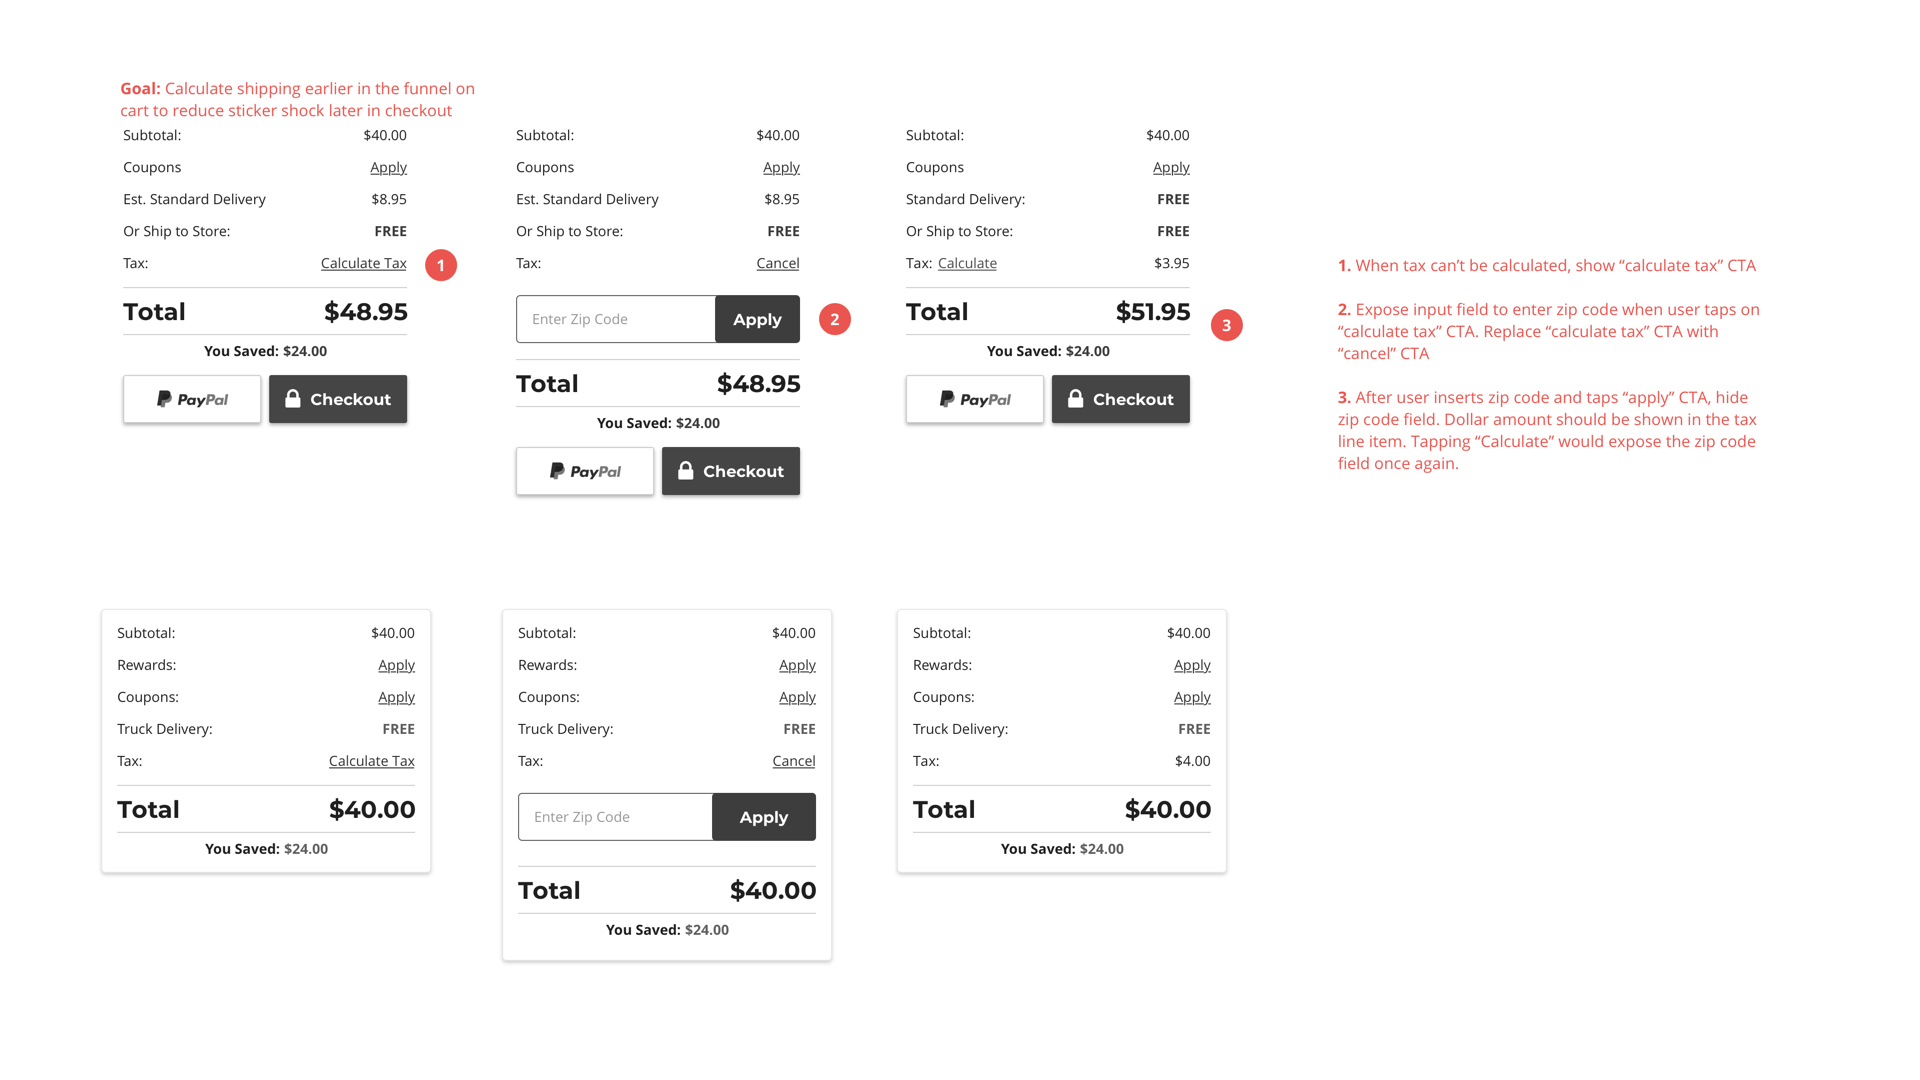 Goal: Calculate shipping earlier in the funnel on
cart to reduce sticker shock later in checkout
Subtotal: $40.00
Coupons Apply
Est. Standard Delivery $8.95
Or Ship to Store: FREE
Tax: Calculate Tax
1
Total $48.95
You Saved: $24.00
PayPal Checkout
Subtotal: $40.00
Coupons Apply
Est. Standard Delivery $8.95
Or Ship to Store: FREE
Tax: Cancel
Enter Zip Code Apply
2
Total $48.95
You Saved: $24.00
PayPal Checkout
Subtotal: $40.00
Coupons Apply
Standard Delivery: FREE
Or Ship to Store: FREE
Tax: Calculate $3.95
Total $51.95
3
You Saved: $24.00
PayPal Checkout
1. When tax can’t be calculated, show “calculate tax” CTA
2. Expose input field to enter zip code when user taps on
“calculate tax” CTA. Replace “calculate tax” CTA with
“cancel” CTA
3. After user inserts zip code and taps “apply” CTA, hide
zip code field. Dollar amount should be shown in the tax
line item. Tapping “Calculate” would expose the zip code
field once again.
Subtotal: $40.00
Rewards: Apply
Coupons: Apply
Truck Delivery: FREE
Tax: Calculate Tax
Total $40.00
You Saved: $24.00
Subtotal: $40.00
Rewards: Apply
Coupons: Apply
Truck Delivery: FREE
Tax: Cancel
Enter Zip Code Apply
Total $40.00
You Saved: $24.00
Subtotal: $40.00
Rewards: Apply
Coupons: Apply
Truck Delivery: FREE
Tax: $4.00
Total $40.00
You Saved: $24.00